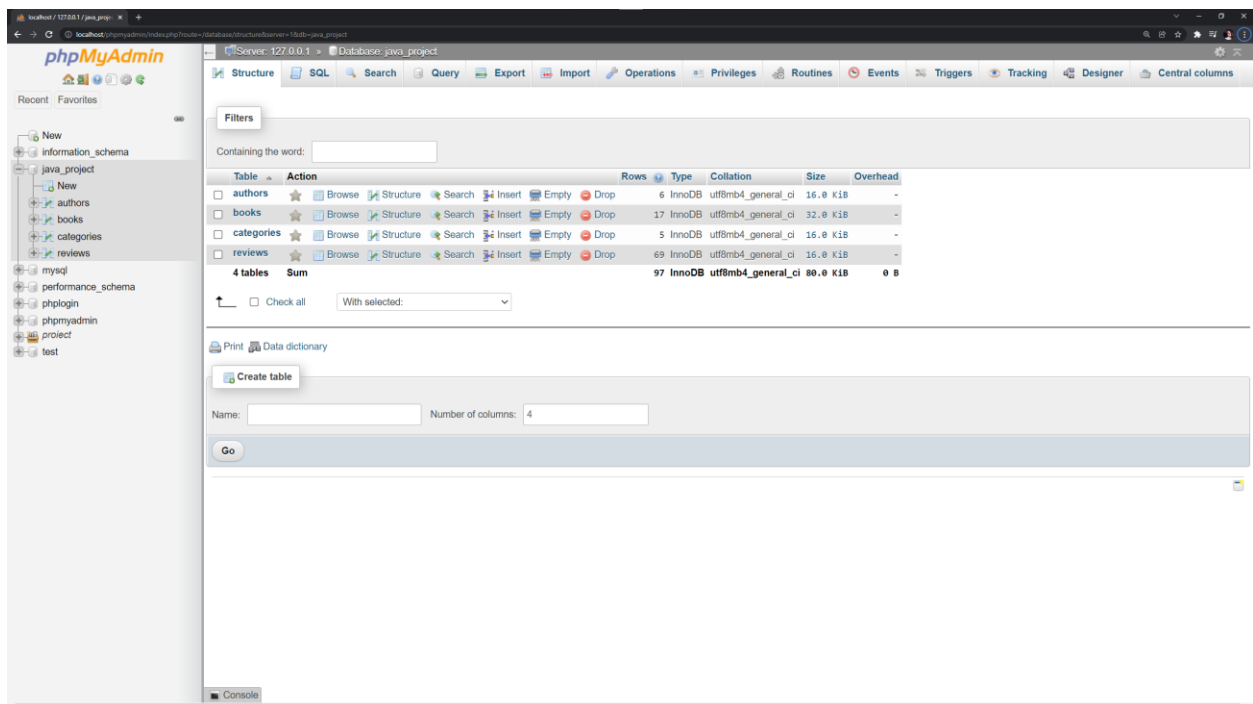 localhost / 127.0.0.1 / java_proje
localhost/phpmyadmin/index.php?route=/database/structure&server=1&db=java_project
phpMyAdmin
Recent Favorites
New
information_schema
java_project
New
authors
books
categories
reviews
mysql
performance_schema
phplogin
phpmyadmin
project
test
Server: 127.0.0.1 » Database: java_project
Structure SQL Search Query Export Import Operations Privileges Routines Events Triggers Tracking Designer Central columns
Filters
Containing the word:
Table Action Rows Type Collation Size Overhead
authors Browse Structure Search Insert Empty Drop 6 InnoDB utf8mb4_general_ci 16.0 KiB -
books Browse Structure Search Insert Empty Drop 17 InnoDB utf8mb4_general_ci 32.0 KiB -
categories Browse Structure Search Insert Empty Drop 5 InnoDB utf8mb4_general_ci 16.0 KiB -
reviews Browse Structure Search Insert Empty Drop 69 InnoDB utf8mb4_general_ci 16.0 KiB -
4 tables Sum 97 InnoDB utf8mb4_general_ci 80.0 KiB 0 B
Check all With selected:
Print Data dictionary
Create table
Name: Number of columns: 4
Go
Console